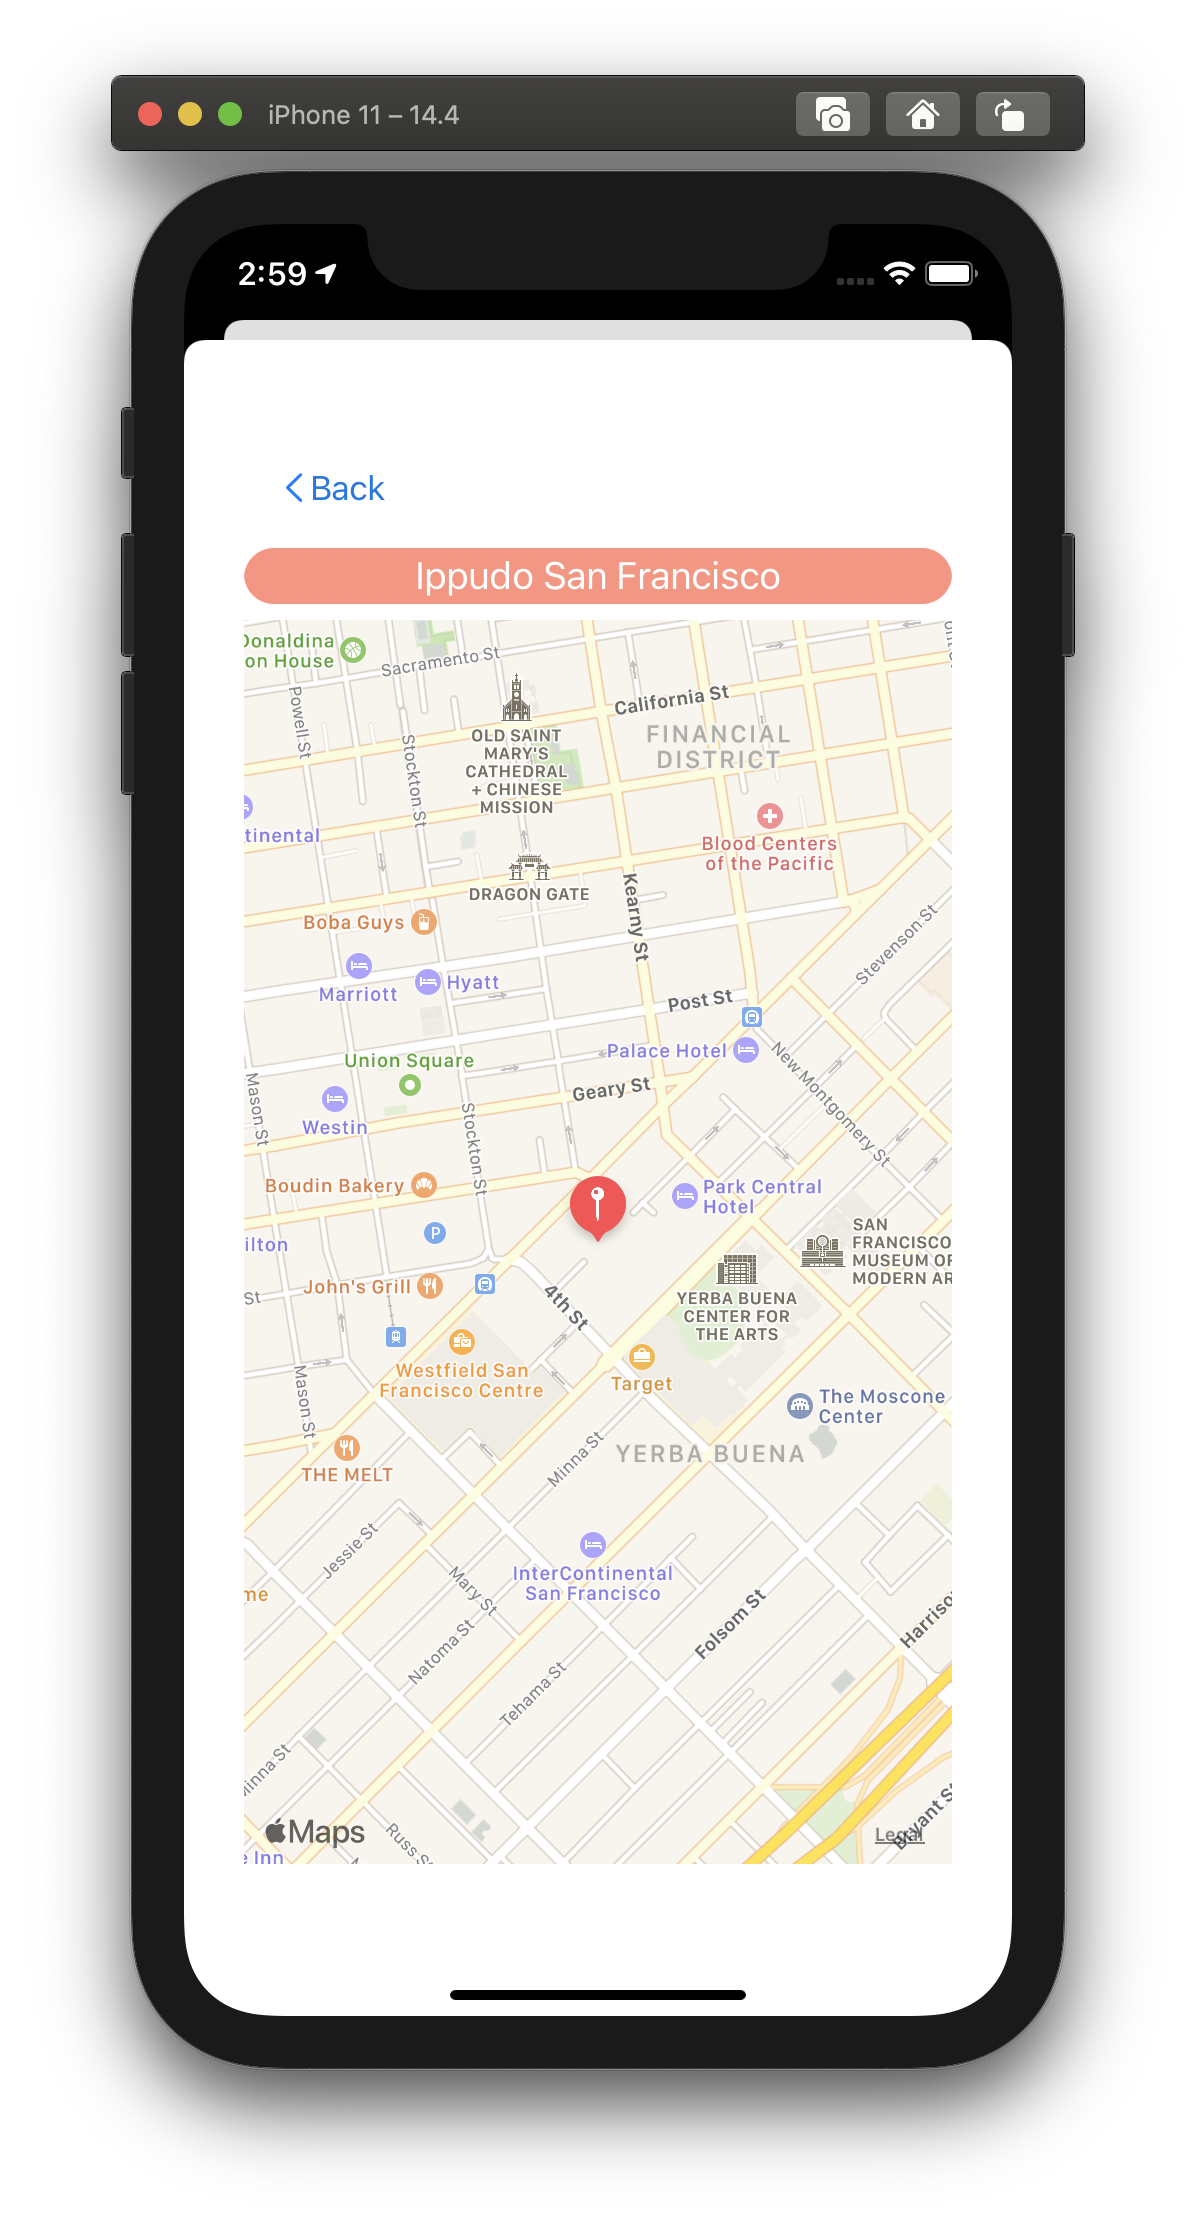 iPhone 11 – 14.4
2:59
Back
Ippudo San Francisco
Donaldina
on House
Sacramento St
Powell St
California St
OLD SAINT
MARY'S
CATHEDRAL
+ CHINESE
MISSION
FINANCIAL
DISTRICT
Stockton St
tinental
Blood Centers
of the Pacific
DRAGON GATE
Kearny St
Boba Guys
Stevenson St
Marriott
Hyatt
Post St
Palace Hotel
Union Square
New Montgomery St
Geary St
Mason St
Westin
Stockton St
Boudin Bakery
Park Central
Hotel
P
SAN
FRANCISCO
MUSEUM OF
MODERN AR
ilton
John's Grill
St
4th St
YERBA BUENA
CENTER FOR
THE ARTS
Westfield San
Francisco Centre
Target
Mason St
The Moscone
Center
Minna St
YERBA BUENA
THE MELT
Jessie St
InterContinental
San Francisco
Mary St
me
Folsom St
Harriso
Natoma St
Tehama St
Minna St
Maps
Russ S
Legal
Bryant St
e Inn